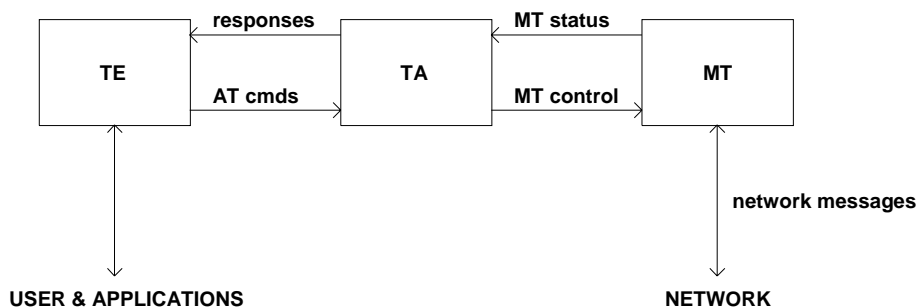 responses
MT status
TE
TA
MT
AT cmds
MT control
network messages
USER & APPLICATIONS
NETWORK